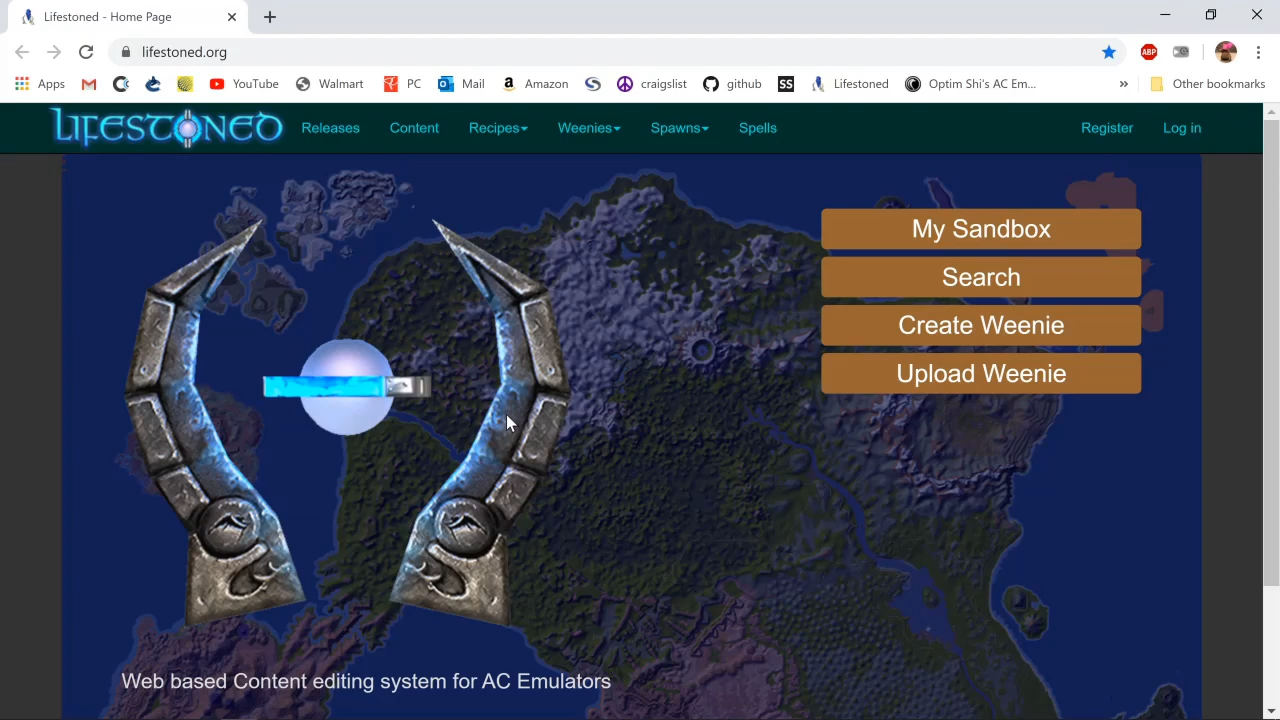 Lifestoned - Home Page
lifestoned.org
ABP
Apps YouTube Walmart PC Mail Amazon craigslist github SS Lifestoned Optim Shi's AC Em... » Other bookmarks
LIFESTONED Releases Content Recipes Weenies Spawns Spells Register Log in
My Sandbox
Search
Create Weenie
Upload Weenie
Web based Content editing system for AC Emulators